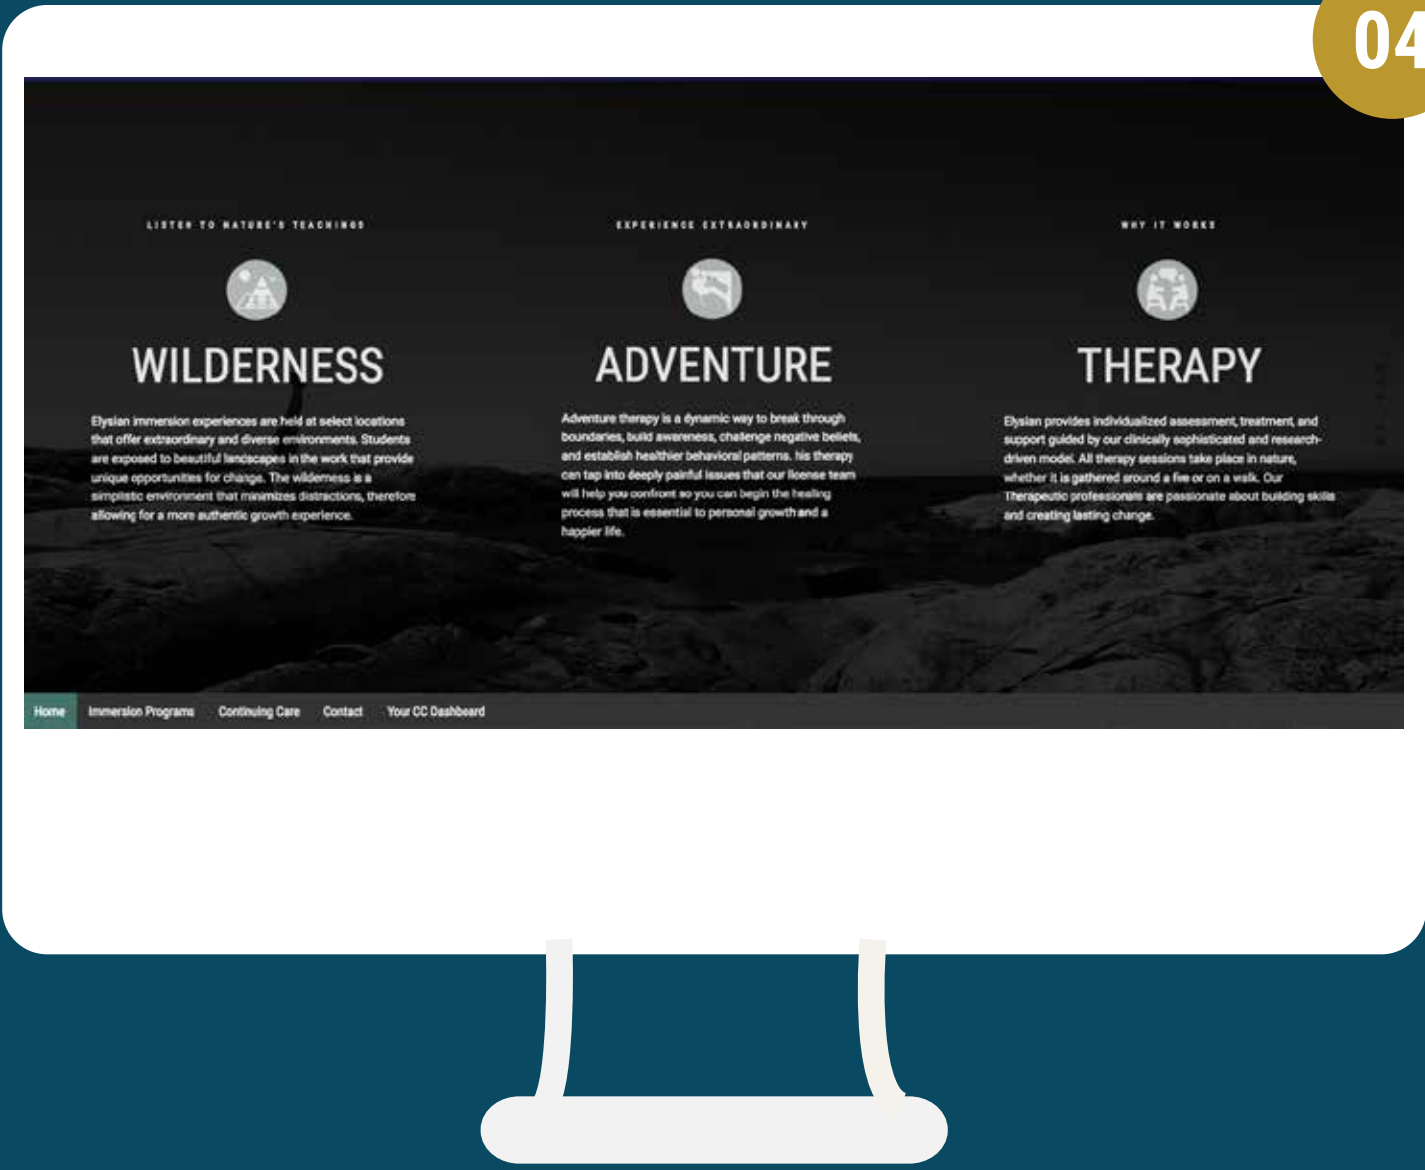 04
LISTEN TO NATURE'S TEACHINGS
WILDERNESS
Elysian immersion experiences are held at select locations
that offer extraordinary and diverse environments. Students
are exposed to beautiful landscapes in the work that provide
unique opportunities for change. The wilderness is a
simplistic environment that minimizes distractions, therefore
allowing for a more authentic growth experience.
EXPERIENCE EXTRAORDINARY
ADVENTURE
Adventure therapy is a dynamic way to break through
boundaries, build awareness, challenge negative beliefs,
and establish healthier behavioral patterns. his therapy
can tap into deeply painful issues that our license team
will help you confront so you can begin the healing
process that is essential to personal growth and a
happier life.
WHY IT WORKS
THERAPY
Elysian provides individualized assessment, treatment, and
support guided by our clinically sophisticated and research-
driven model. All therapy sessions take place in nature,
whether it is gathered around a fire or on a walk. Our
Therapeutic professionals are passionate about building skills
and creating lasting change.
Home Immersion Programs Continuing Care Contact Your CC Dashboard